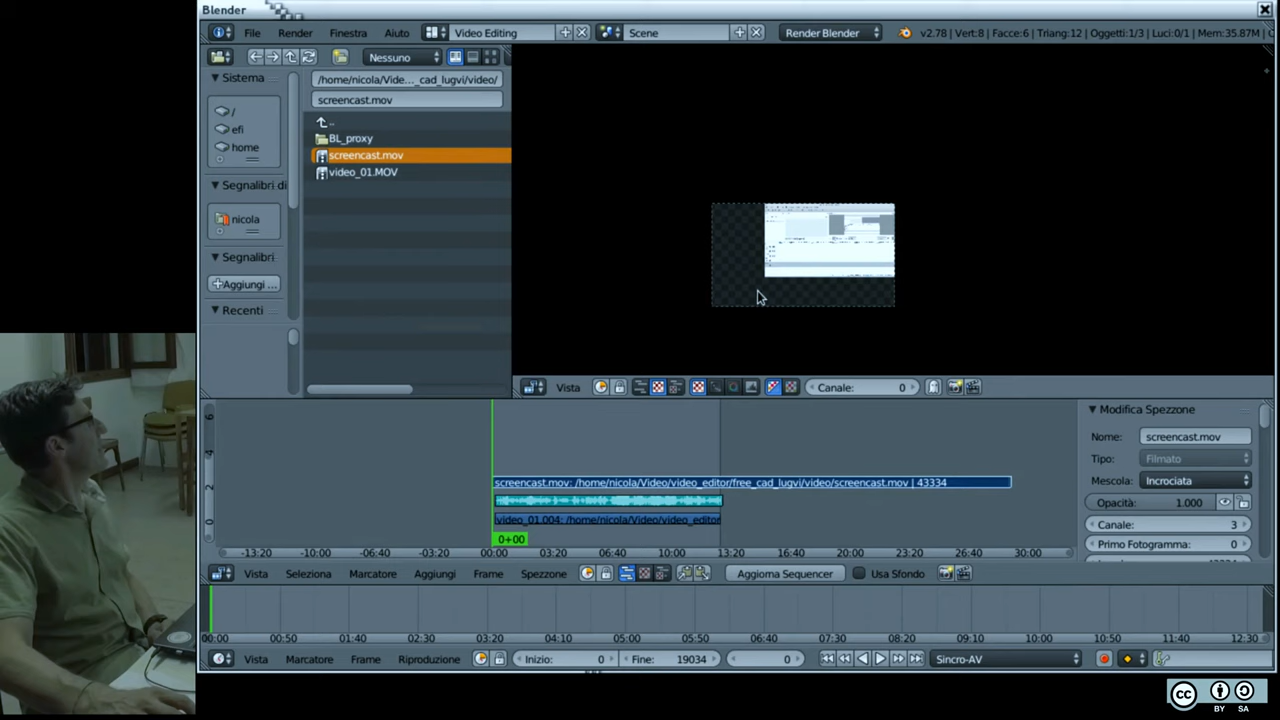 Blender
File Render Finestra Aiuto Video Editing Scene Render Blender v2.78 | Vert:8 | Facce:6 | Triang:12 | Oggetti:1/3 | Luci:0/1 | Mem:35.87M
Nessuno
Sistema
/home/nicola/Vide..._cad_lugvi/video/
screencast.mov
/
efi
home
..
BL_proxy
screencast.mov
video_01.MOV
Segnalibri di
nicola
Segnalibri
Aggiungi ...
Recenti
Vista Canale: 0
6
4
2
0
screencast.mov: /home/nicola/Video/video_editor/free_cad_lugvi/video/screencast.mov | 43334
video_01.004: /home/nicola/Video/video_editor
0+00
-13:20 -10:00 -06:40 -03:20 00:00 03:20 06:40 10:00 13:20 16:40 20:00 23:20 26:40 30:00
Modifica Spezzone
Nome: screencast.mov
Tipo: Filmato
Mescola: Incrociata
Opacità: 1.000
Canale: 3
Primo Fotogramma: 0
Vista Seleziona Marcatore Aggiungi Frame Spezzone Aggiorna Sequencer Usa Sfondo
00:00 00:50 01:40 02:30 03:20 04:10 05:00 05:50 06:40 07:30 08:20 09:10 10:00 10:50 11:40 12:30
Vista Marcatore Frame Riproduzione Inizio: 0 Fine: 19034 0 Sincro-AV
cc BY SA